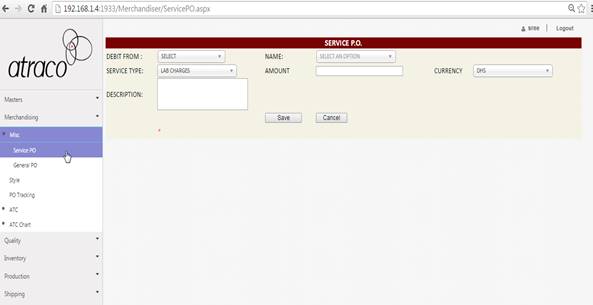 192.168.1.4:1933/Merchandiser/ServicePO.aspx
sree Logout
atraco
SERVICE P.O.
DEBIT FROM : SELECT NAME: SELECT AN OPTION
SERVICE TYPE: LAB CHARGES AMOUNT CURRENCY DHS
DESCRIPTION:
Save Cancel
*
Masters
Merchandising
Misc
Service PO
General PO
Style
PO Tracking
ATC
ATC Chart
Quality
Inventory
Production
Shipping